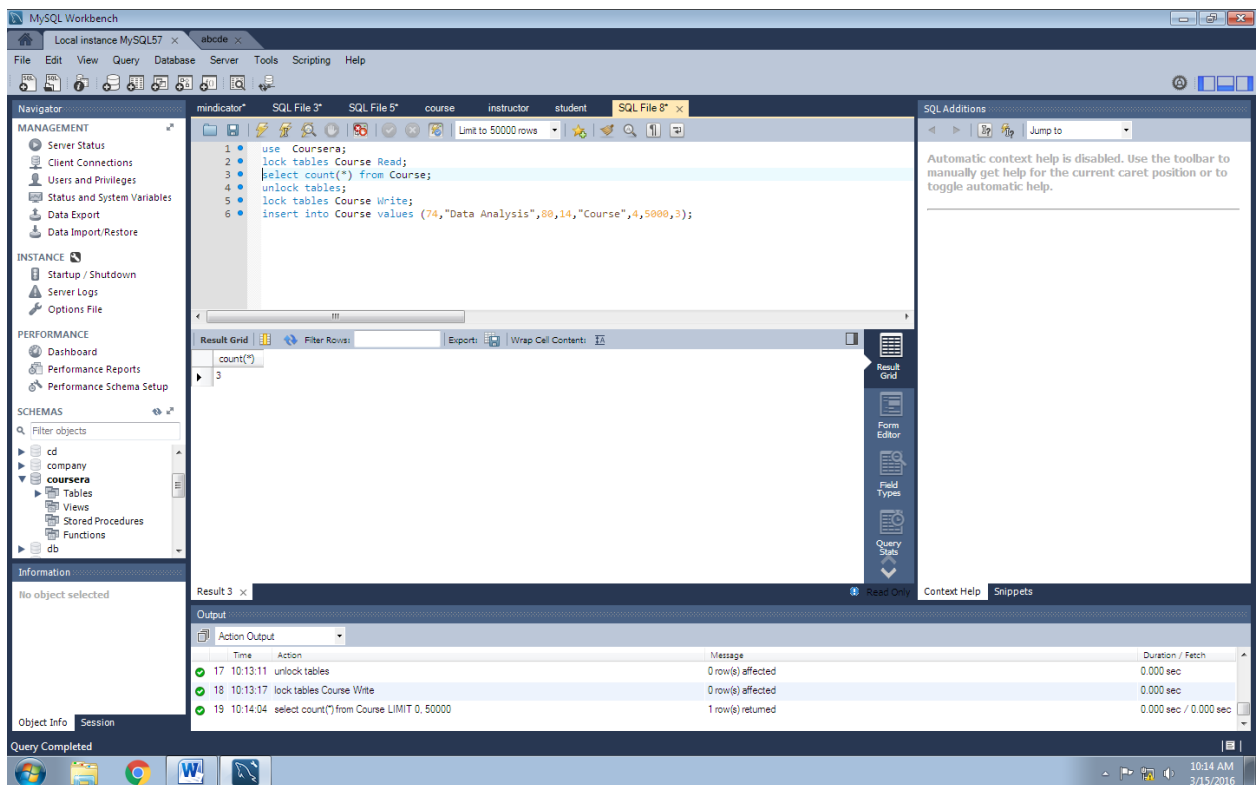 MySQL Workbench
Local instance MySQL57 × abcde ×
File Edit View Query Database Server Tools Scripting Help
Navigator
MANAGEMENT
Server Status
Client Connections
Users and Privileges
Status and System Variables
Data Export
Data Import/Restore
INSTANCE
Startup / Shutdown
Server Logs
Options File
PERFORMANCE
Dashboard
Performance Reports
Performance Schema Setup
SCHEMAS
Filter objects
cd
company
coursera
Tables
Views
Stored Procedures
Functions
db
Information
No object selected
Object Info Session
mindicator* SQL File 3* SQL File 5* course instructor student SQL File 8* ×
Limit to 50000 rows
1 use Coursera;
2 lock tables Course Read;
3 select count(*) from Course;
4 unlock tables;
5 lock tables Course Write;
6 insert into Course values (74,"Data Analysis",80,14,"Course",4,5000,3);
Result Grid Filter Rows: Export: Wrap Cell Content:
count(*)
3
Result Grid
Form Editor
Field Types
Query Stats
Result 3 × Read Only
SQL Additions
Jump to
Automatic context help is disabled. Use the toolbar to
manually get help for the current caret position or to
toggle automatic help.
Context Help Snippets
Output
Action Output
Time Action Message Duration / Fetch
17 10:13:11 unlock tables 0 row(s) affected 0.000 sec
18 10:13:17 lock tables Course Write 0 row(s) affected 0.000 sec
19 10:14:04 select count(*) from Course LIMIT 0, 50000 1 row(s) returned 0.000 sec / 0.000 sec
Query Completed
10:14 AM
3/15/2016